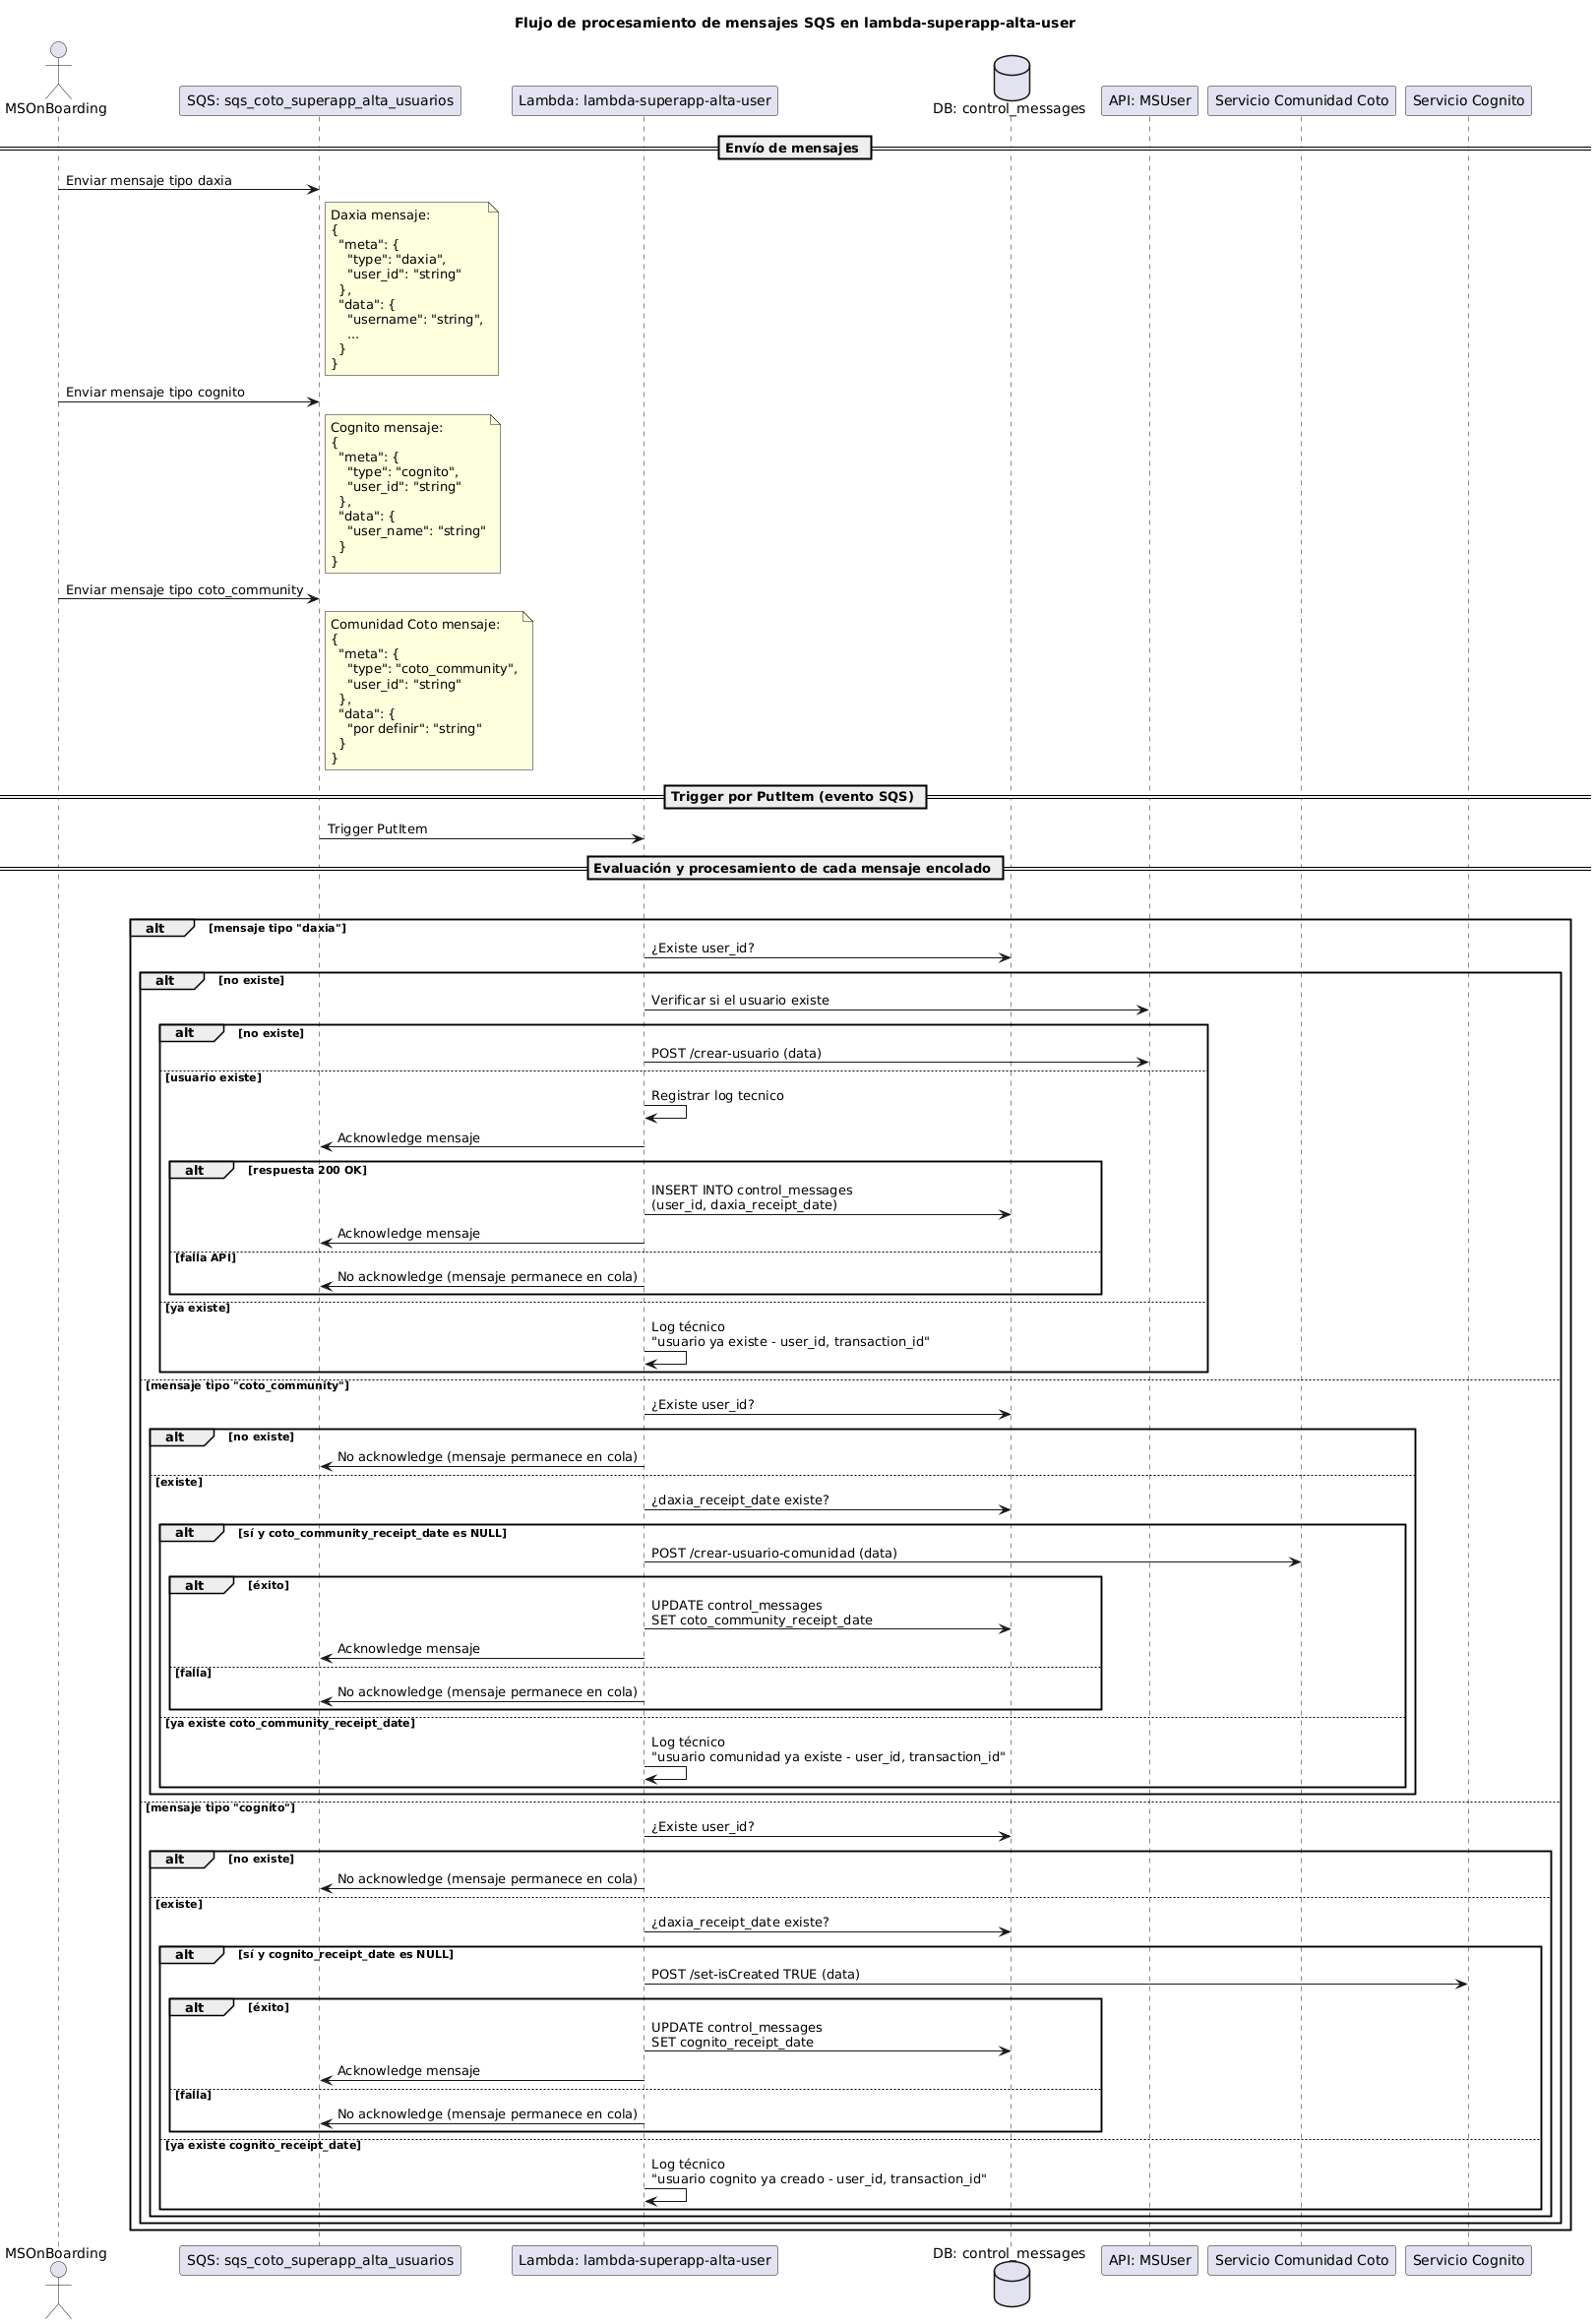 Flujo de procesamiento de mensajes SQS en lambda-superapp-alta-user
MSOnBoarding
SQS: sqs_coto_superapp_alta_usuarios
Lambda: lambda-superapp-alta-user
DB: control_messages
API: MSUser
Servicio Comunidad Coto
Servicio Cognito
Envío de mensajes
Enviar mensaje tipo daxia
Daxia mensaje:
{
"meta": {
"type": "daxia",
"user_id": "string"
},
"data": {
"username": "string",
...
}
}
Enviar mensaje tipo cognito
Cognito mensaje:
{
"meta": {
"type": "cognito",
"user_id": "string"
},
"data": {
"user_name": "string"
}
}
Enviar mensaje tipo coto_community
Comunidad Coto mensaje:
{
"meta": {
"type": "coto_community",
"user_id": "string"
},
"data": {
"por definir": "string"
}
}
Trigger por PutItem (evento SQS)
Trigger PutItem
Evaluación y procesamiento de cada mensaje encolado
alt [mensaje tipo "daxia"]
¿Existe user_id?
alt [no existe]
Verificar si el usuario existe
alt [no existe]
POST /crear-usuario (data)
[usuario existe]
Registrar log tecnico
Acknowledge mensaje
alt [respuesta 200 OK]
INSERT INTO control_messages
(user_id, daxia_receipt_date)
Acknowledge mensaje
[falla API]
No acknowledge (mensaje permanece en cola)
[ya existe]
Log técnico
"usuario ya existe - user_id, transaction_id"
[mensaje tipo "coto_community"]
¿Existe user_id?
alt [no existe]
No acknowledge (mensaje permanece en cola)
[existe]
¿daxia_receipt_date existe?
alt [sí y coto_community_receipt_date es NULL]
POST /crear-usuario-comunidad (data)
alt [éxito]
UPDATE control_messages
SET coto_community_receipt_date
Acknowledge mensaje
[falla]
No acknowledge (mensaje permanece en cola)
[ya existe coto_community_receipt_date]
Log técnico
"usuario comunidad ya existe - user_id, transaction_id"
[mensaje tipo "cognito"]
¿Existe user_id?
alt [no existe]
No acknowledge (mensaje permanece en cola)
[existe]
¿daxia_receipt_date existe?
alt [sí y cognito_receipt_date es NULL]
POST /set-isCreated TRUE (data)
alt [éxito]
UPDATE control_messages
SET cognito_receipt_date
Acknowledge mensaje
[falla]
No acknowledge (mensaje permanece en cola)
[ya existe cognito_receipt_date]
Log técnico
"usuario cognito ya creado - user_id, transaction_id"
MSOnBoarding
SQS: sqs_coto_superapp_alta_usuarios
Lambda: lambda-superapp-alta-user
DB: control_messages
API: MSUser
Servicio Comunidad Coto
Servicio Cognito